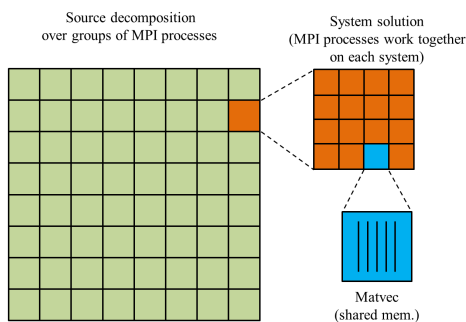 Source decomposition
over groups of MPI processes
System solution
(MPI processes work together
on each system)
Matvec
(shared mem.)